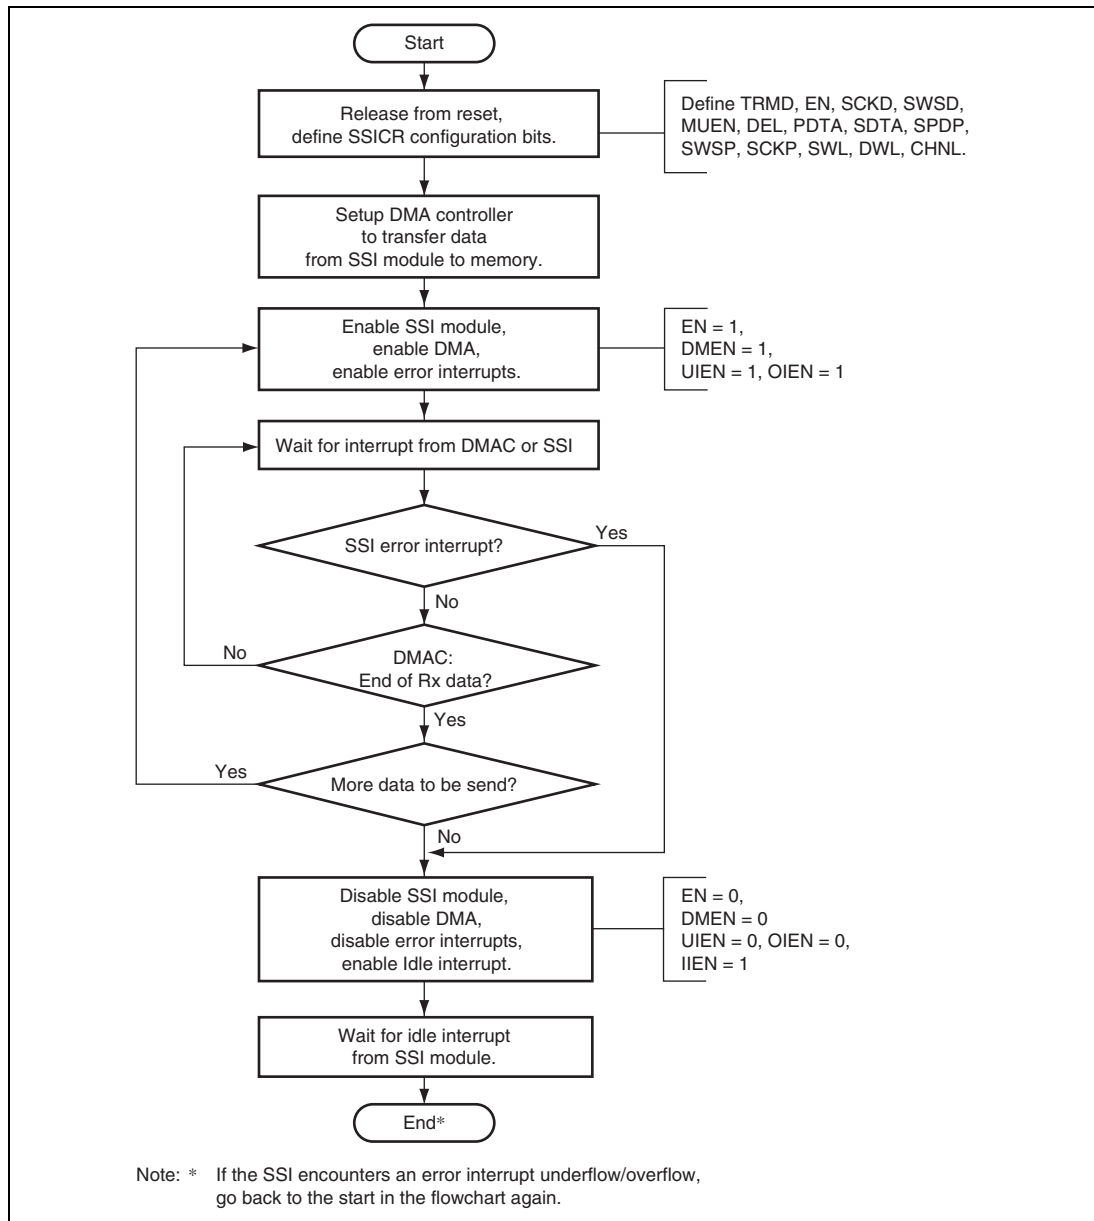 Start
Release from reset,
define SSICR configuration bits.
Define TRMD, EN, SCKD, SWSD,
MUEN, DEL, PDTA, SDTA, SPDP,
SWSP, SCKP, SWL, DWL, CHNL.
Setup DMA controller
to transfer data
from SSI module to memory.
Enable SSI module,
enable DMA,
enable error interrupts.
EN = 1,
DMEN = 1,
UIEN = 1, OIEN = 1
Wait for interrupt from DMAC or SSI
SSI error interrupt?
Yes
No
DMAC:
End of Rx data?
No
Yes
More data to be send?
Yes
No
Disable SSI module,
disable DMA,
disable error interrupts,
enable Idle interrupt.
EN = 0,
DMEN = 0
UIEN = 0, OIEN = 0,
IIEN = 1
Wait for idle interrupt
from SSI module.
End*
Note: * If the SSI encounters an error interrupt underflow/overflow,
go back to the start in the flowchart again.